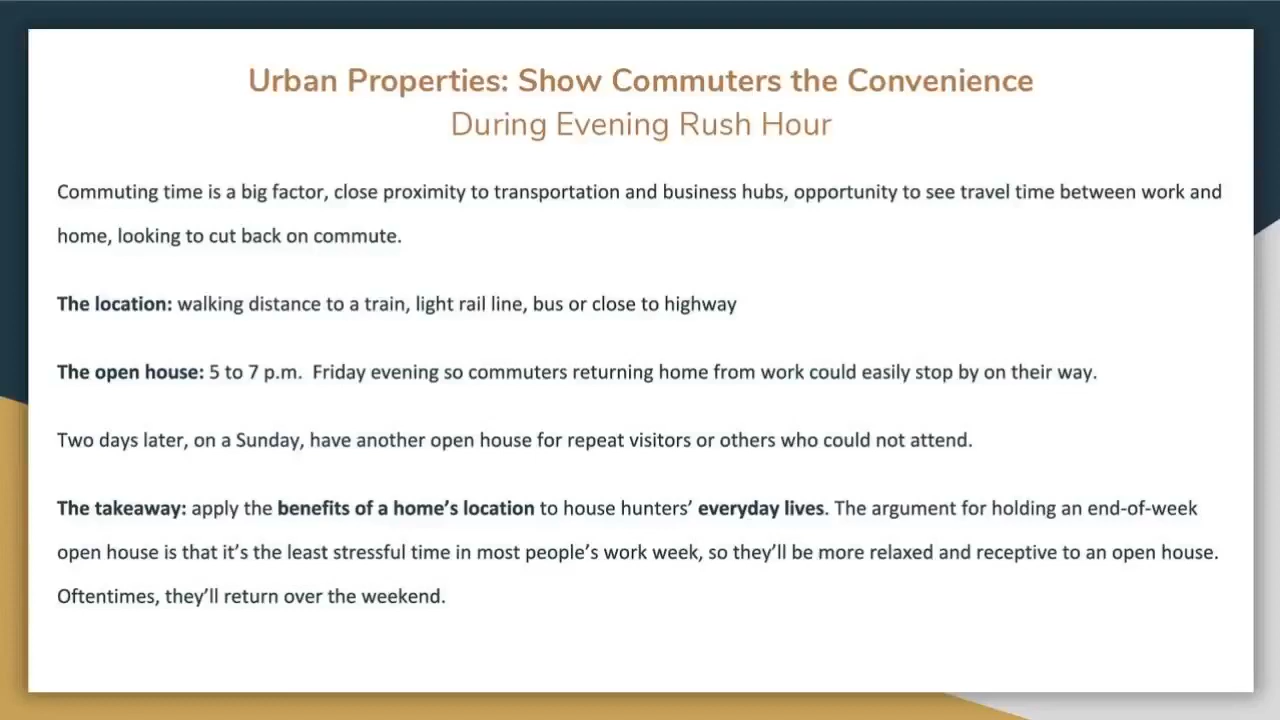 Urban Properties: Show Commuters the Convenience
During Evening Rush Hour
Commuting time is a big factor, close proximity to transportation and business hubs, opportunity to see travel time between work and
home, looking to cut back on commute.
The location: walking distance to a train, light rail line, bus or close to highway
The open house: 5 to 7 p.m.  Friday evening so commuters returning home from work could easily stop by on their way.
Two days later, on a Sunday, have another open house for repeat visitors or others who could not attend.
The takeaway: apply the benefits of a home’s location to house hunters’ everyday lives. The argument for holding an end-of-week
open house is that it’s the least stressful time in most people’s work week, so they’ll be more relaxed and receptive to an open house.
Oftentimes, they’ll return over the weekend.